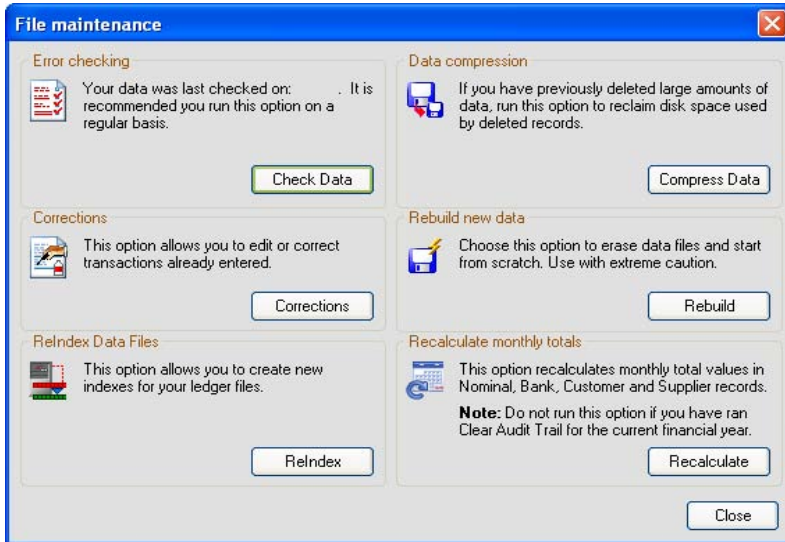 File maintenance
Error checking
Your data was last checked on: . It is
recommended you run this option on a
regular basis.
Check Data
Data compression
If you have previously deleted large amounts of
data, run this option to reclaim disk space used
by deleted records.
Compress Data
Corrections
This option allows you to edit or correct
transactions already entered.
Corrections
Rebuild new data
Choose this option to erase data files and start
from scratch. Use with extreme caution.
Rebuild
ReIndex Data Files
This option allows you to create new
indexes for your ledger files.
ReIndex
Recalculate monthly totals
This option recalculates monthly total values in
Nominal, Bank, Customer and Supplier records.
Note: Do not run this option if you have ran
Clear Audit Trail for the current financial year.
Recalculate
Close